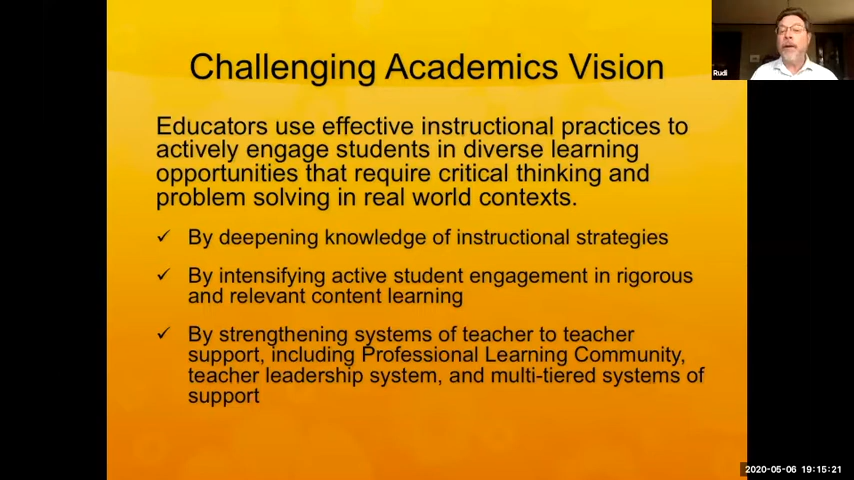 Challenging Academics Vision
Rudi
Educators use effective instructional practices to
actively engage students in diverse learning
opportunities that require critical thinking and
problem solving in real world contexts.
✓ By deepening knowledge of instructional strategies
✓ By intensifying active student engagement in rigorous
and relevant content learning
✓ By strengthening systems of teacher to teacher
support, including Professional Learning Community,
teacher leadership system, and multi-tiered systems of
support
2020-05-06 19:15:21